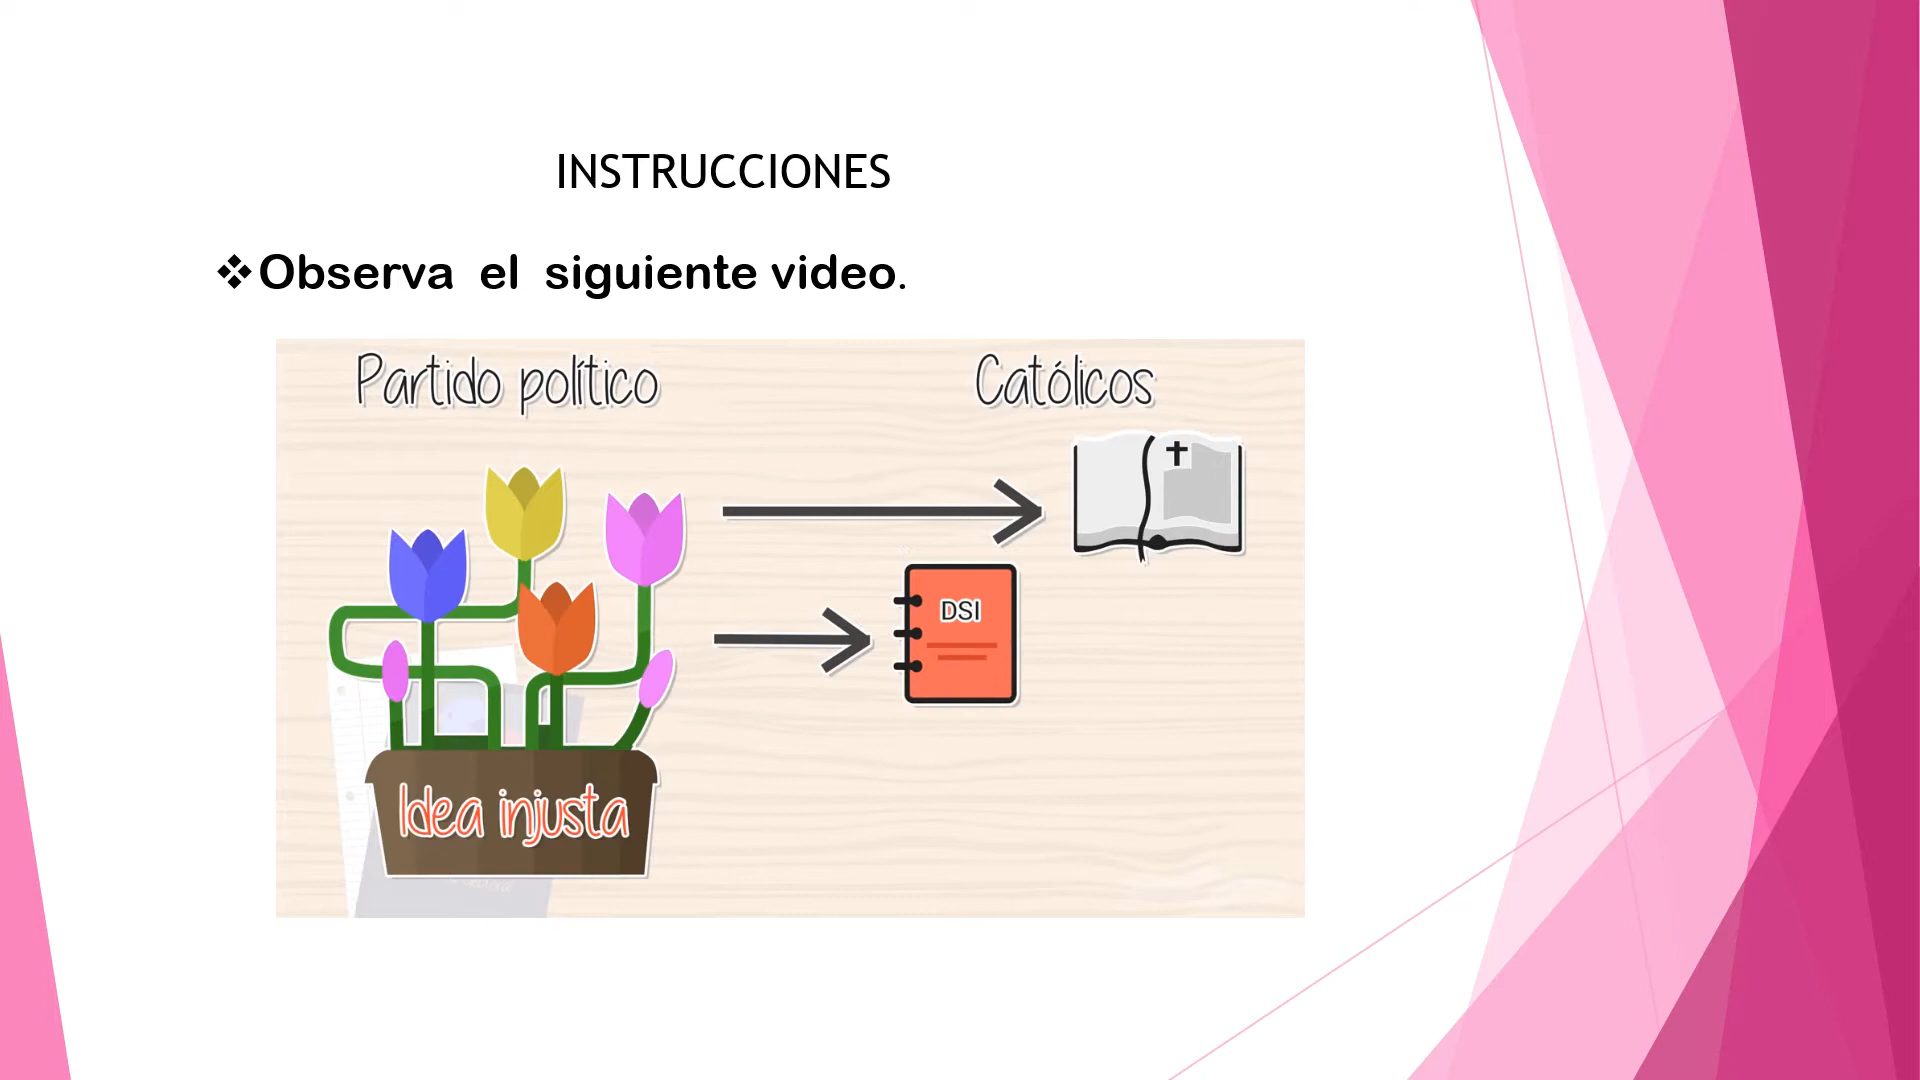 INSTRUCCIONES
❖Observa el siguiente video.
Partido político
Católicos
DSI
Idea injusta